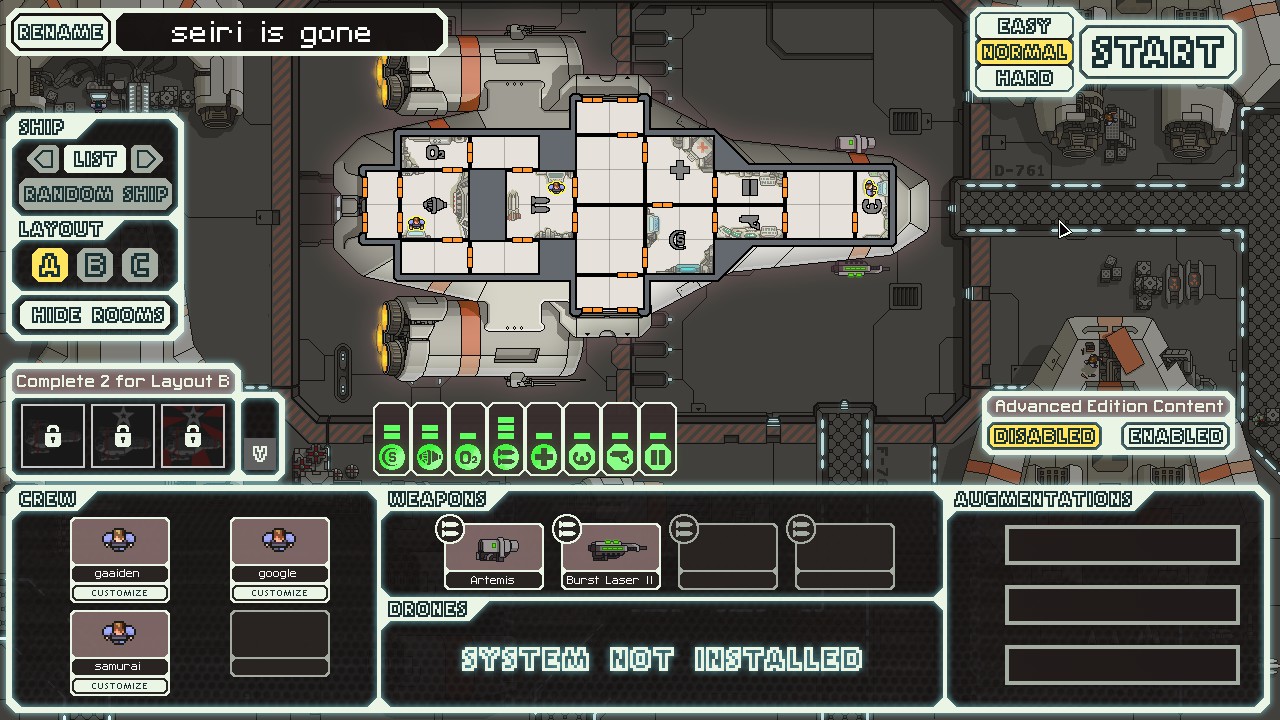 RENAME
seiri is gone
EASY
NORMAL
HARD
START
SHIP
LIST
RANDOM SHIP
LAYOUT
A B C
HIDE ROOMS
D-761
Complete 2 for Layout B
Advanced Edition Content
DISABLED ENABLED
CREW
gaaiden
CUSTOMIZE
google
CUSTOMIZE
samurai
CUSTOMIZE
WEAPONS
Artemis
Burst Laser II
DRONES
SYSTEM NOT INSTALLED
AUGMENTATIONS